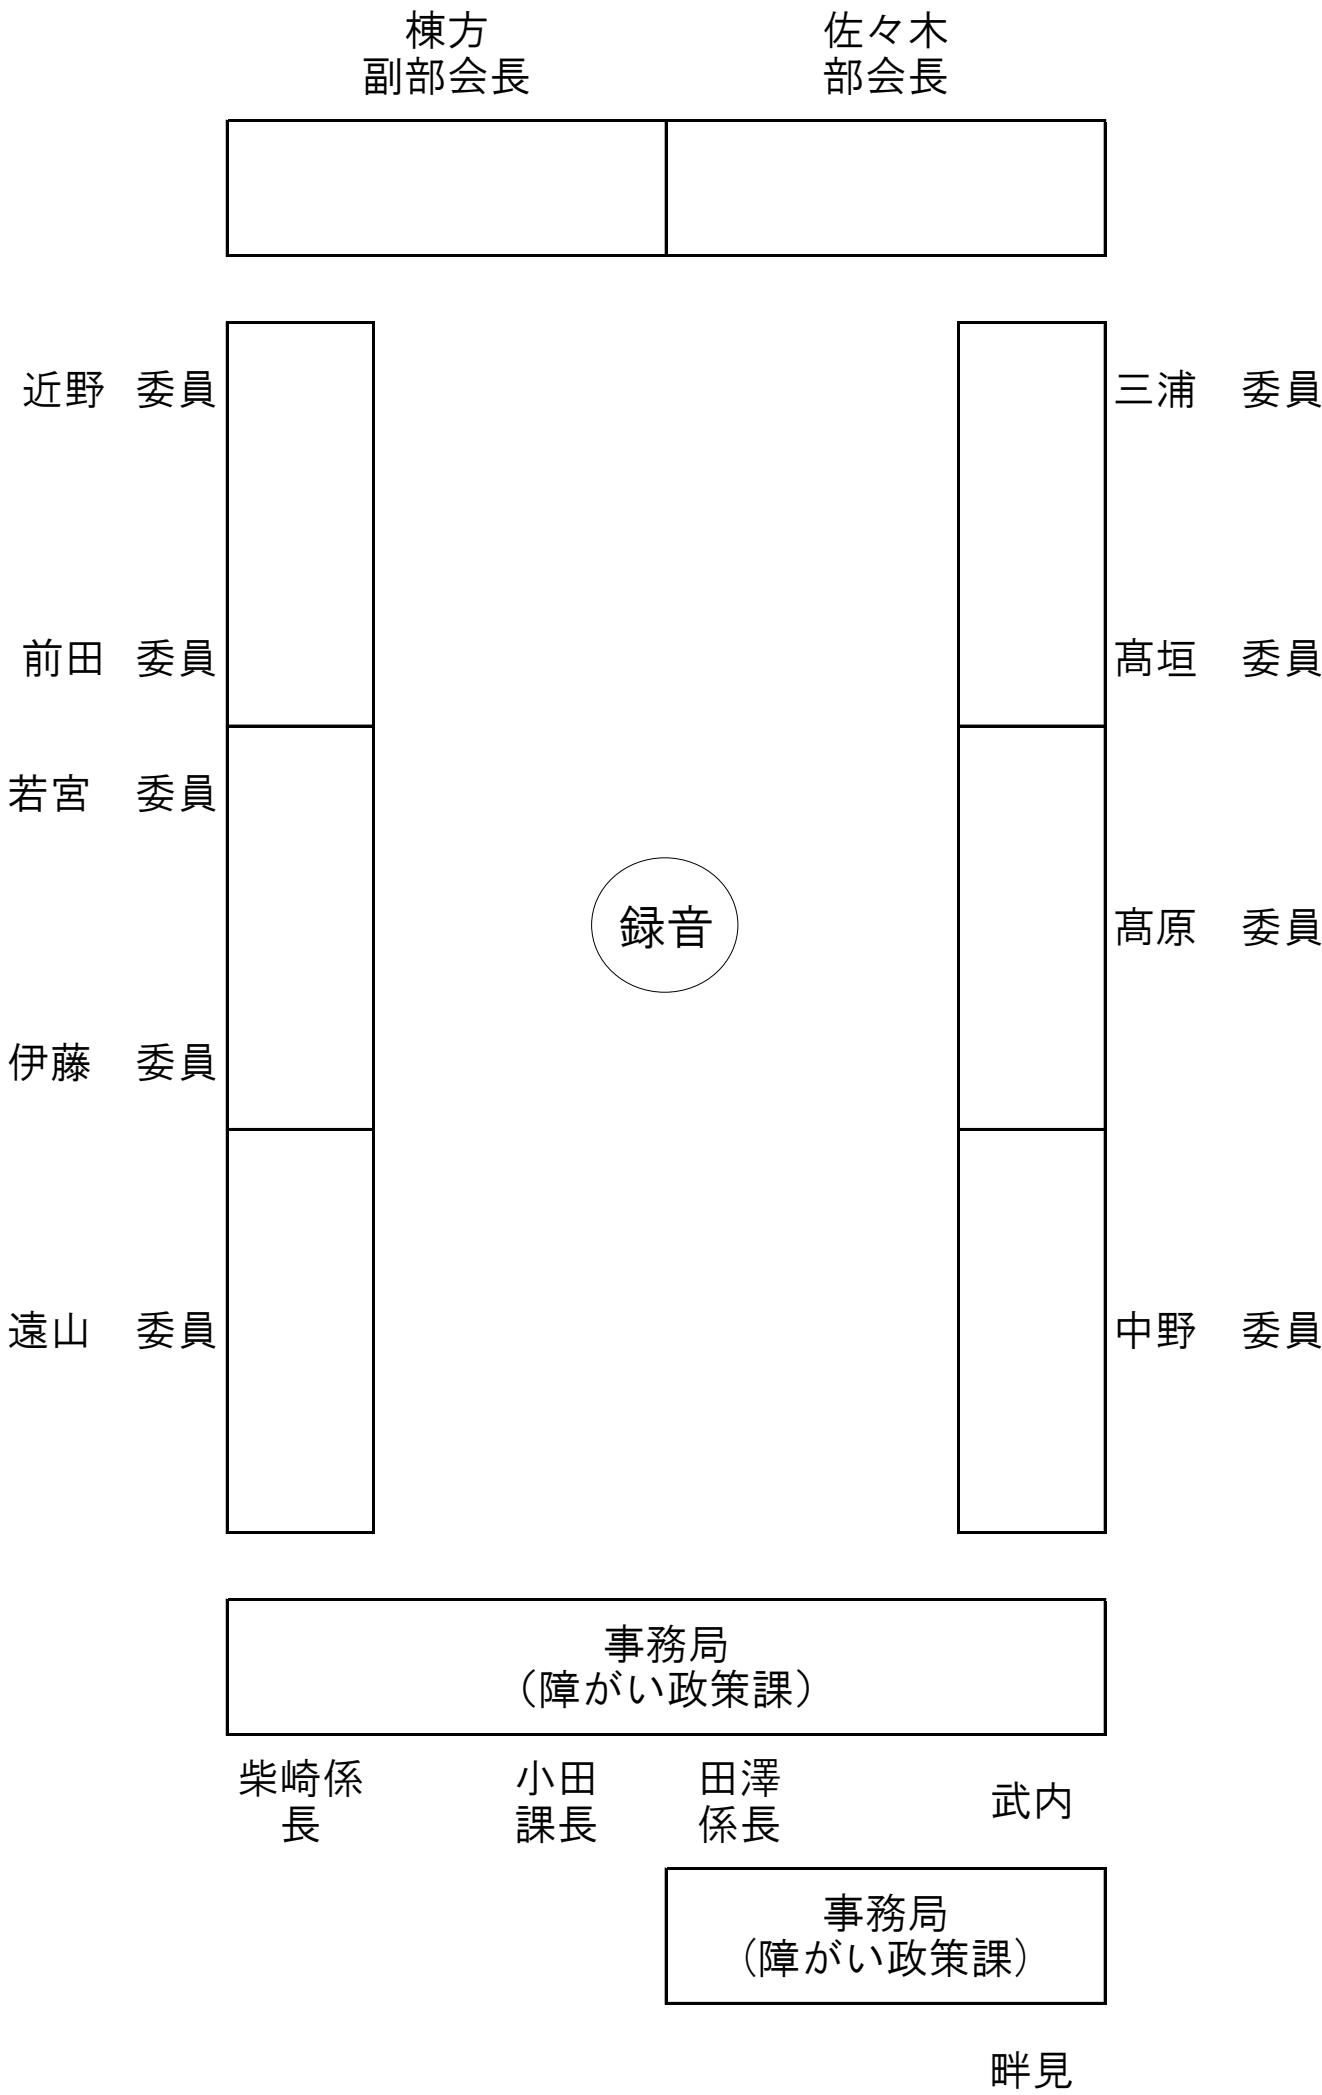 棟方
副部会長
佐々木
部会長
近野 委員
三浦　委員
前田 委員
髙垣　委員
若宮　委員
録音
髙原　委員
伊藤　委員
遠山　委員
中野　委員
事務局
（障がい政策課）
柴崎係
長
小田
課長
田澤
係長
武内
事務局
（障がい政策課）
畔見